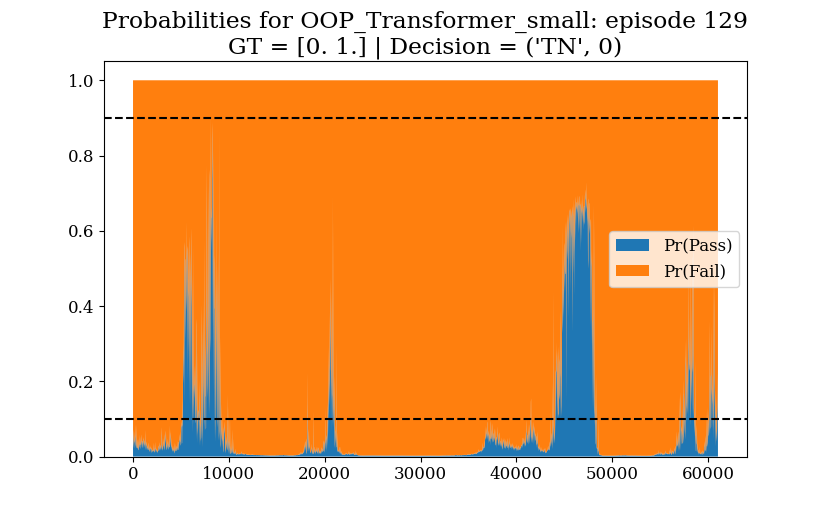 Probabilities for OOP_Transformer_small: episode 129
GT = [0. 1.] | Decision = ('TN', 0)
1.0
0.8
0.6
0.4
0.2
0.0
Pr(Pass)
Pr(Fail)
0 10000 20000 30000 40000 50000 60000